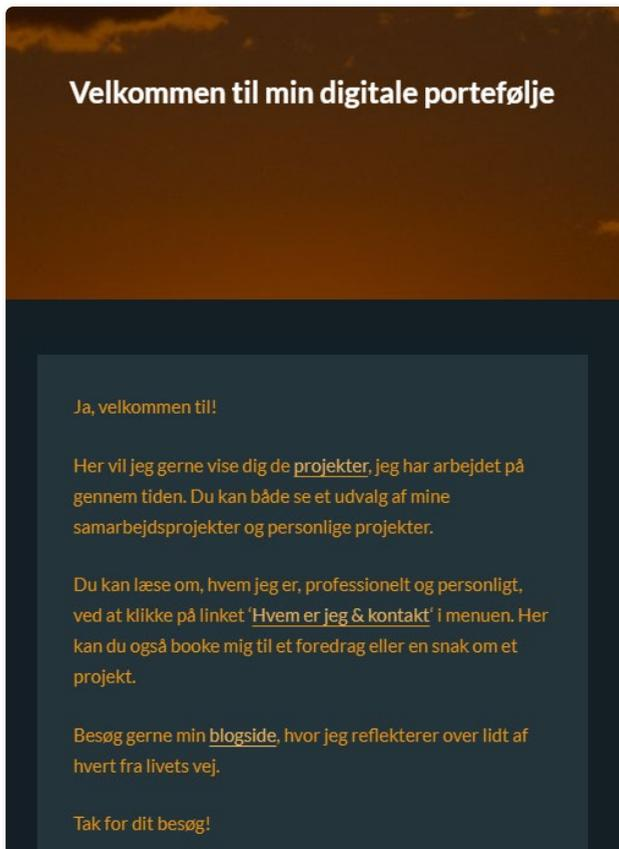 Velkommen til min digitale portefølje
Ja, velkommen til!
Her vil jeg gerne vise dig de projekter, jeg har arbejdet på
gennem tiden. Du kan både se et udvalg af mine
samarbejdsprojekter og personlige projekter.
Du kan læse om, hvem jeg er, professionelt og personligt,
ved at klikke på linket ‘Hvem er jeg & kontakt‘ i menuen. Her
kan du også booke mig til et foredrag eller en snak om et
projekt.
Besøg gerne min blogside, hvor jeg reflekterer over lidt af
hvert fra livets vej.
Tak for dit besøg!